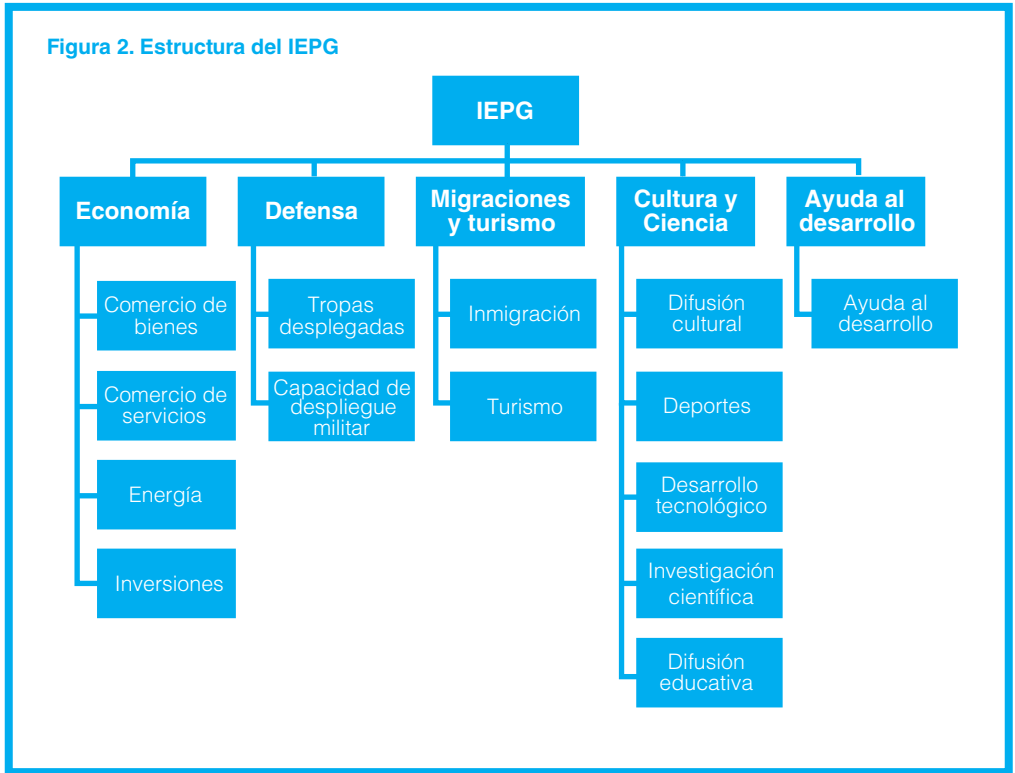 Figura 2. Estructura del IEPG
IEPG
Economía
Comercio de
bienes
Comercio de
servicios
Energía
Inversiones
Defensa
Tropas
desplegadas
Capacidad de
despliegue
militar
Migraciones
y turismo
Inmigración
Turismo
Cultura y
Ciencia
Difusión
cultural
Deportes
Desarrollo
tecnológico
Investigación
científica
Difusión
educativa
Ayuda al
desarrollo
Ayuda al
desarrollo